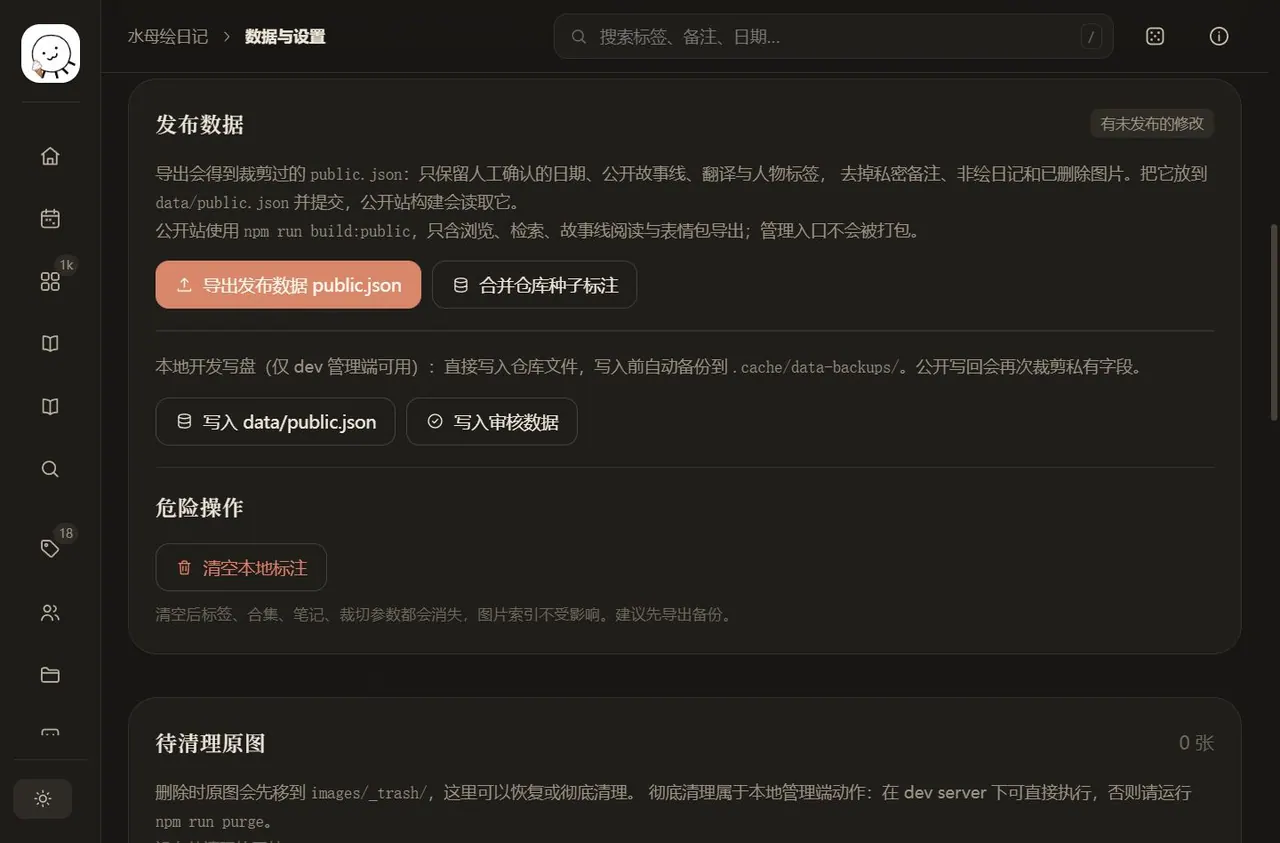 水母绘日记 > 数据与设置
搜索标签、备注、日期...
/
发布数据
有未发布的修改
导出会得到裁剪过的 public.json：只保留人工确认的日期、公开故事线、翻译与人物标签， 去掉私密备注、非绘日记和已删除图片。把它放到
data/public.json 并提交，公开站构建会读取它。
公开站使用 npm run build:public，只含浏览、检索、故事线阅读与表情包导出；管理入口不会被打包。
1k
导出发布数据 public.json
合并仓库种子标注
本地开发写盘（仅 dev 管理端可用）：直接写入仓库文件，写入前自动备份到 .cache/data-backups/。公开写回会再次裁剪私有字段。
写入 data/public.json
写入审核数据
危险操作
18
清空本地标注
清空后标签、合集、笔记、裁切参数都会消失，图片索引不受影响。建议先导出备份。
待清理原图
0 张
删除时原图会先移到 images/_trash/，这里可以恢复或彻底清理。 彻底清理属于本地管理端动作：在 dev server 下可直接执行，否则请运行
npm run purge。